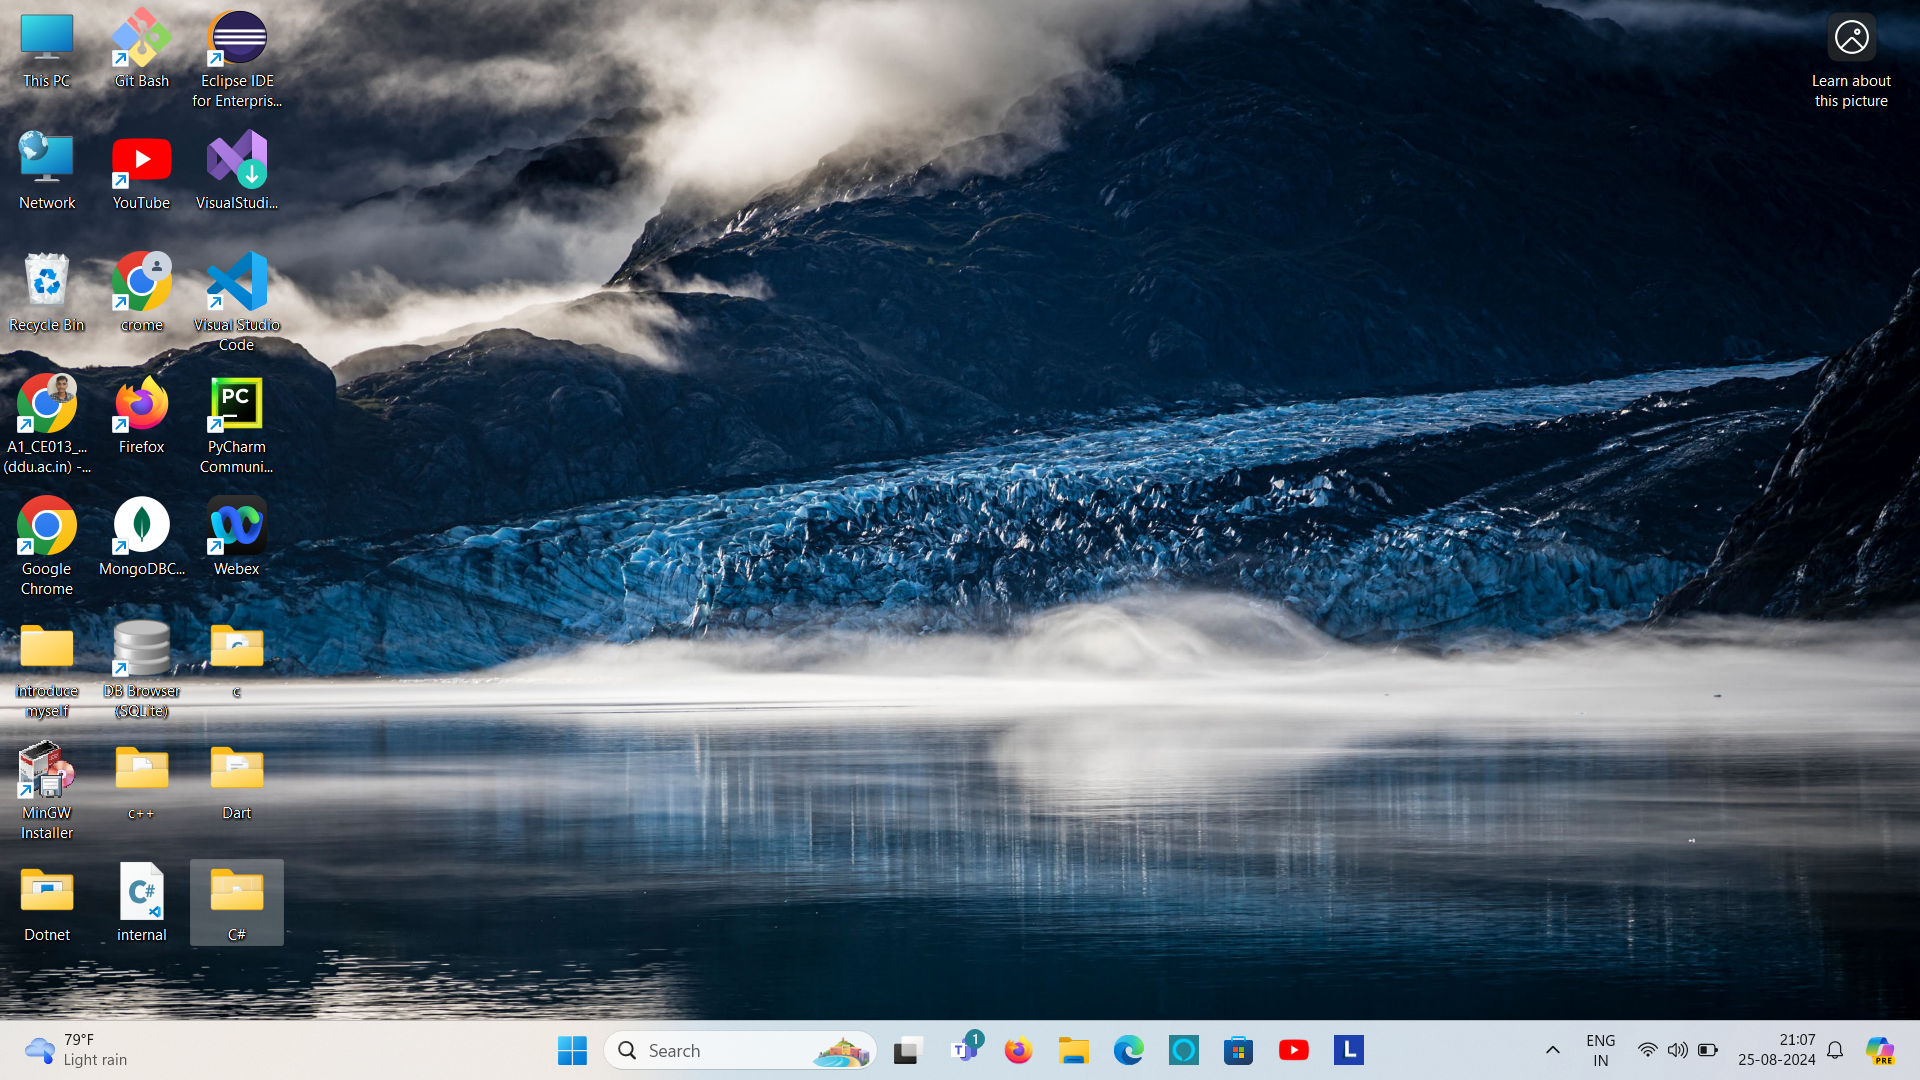 This PC
Git Bash
Eclipse IDE
for Enterpris...
Learn about
this picture
Network
YouTube
VisualStudi...
Recycle Bin
crome
Visual Studio
Code
A1_CE013_...
(ddu.ac.in) -...
Firefox
PC
PyCharm
Communi...
Google
Chrome
MongoDBC...
Webex
introduce
myself
DB Browser
(SQLite)
c
MinGW
Installer
c++
Dart
Dotnet
C#
internal
C#
79°F
Light rain
Search
T
1
L
ENG
IN
21:07
25-08-2024
PRE